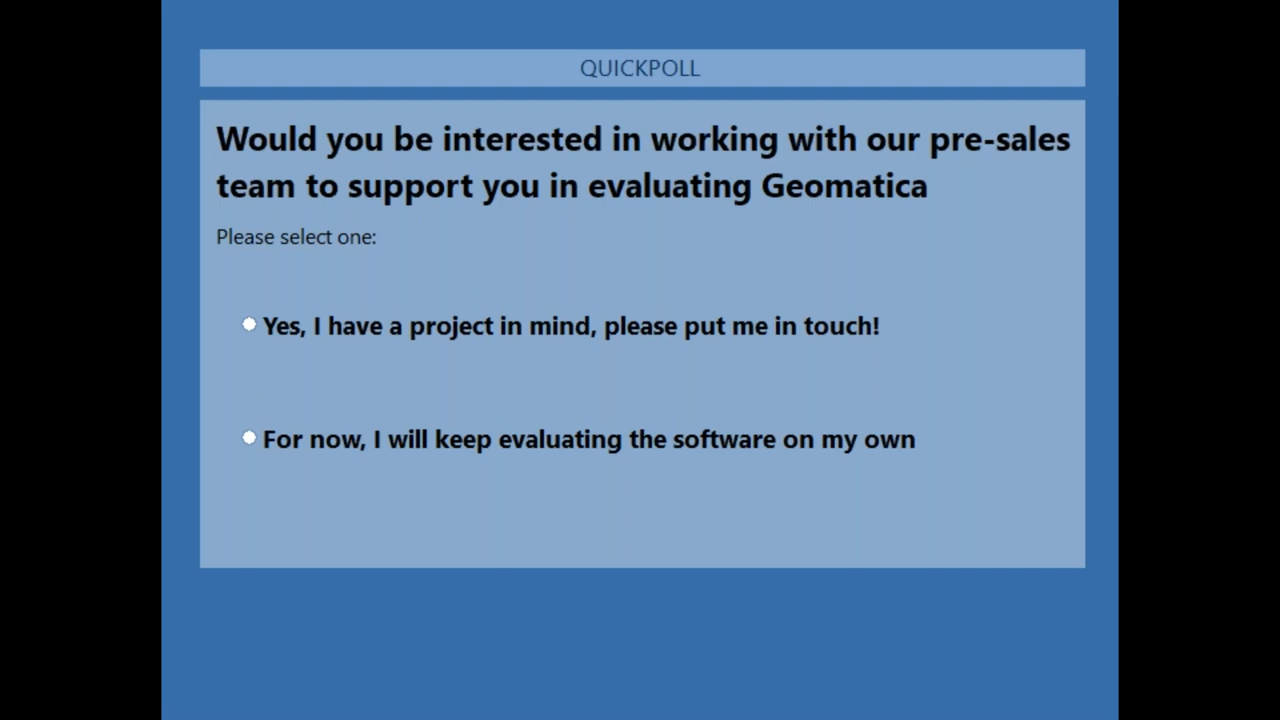 QUICKPOLL
Would you be interested in working with our pre-sales
team to support you in evaluating Geomatica
Please select one:
Yes, I have a project in mind, please put me in touch!
For now, I will keep evaluating the software on my own